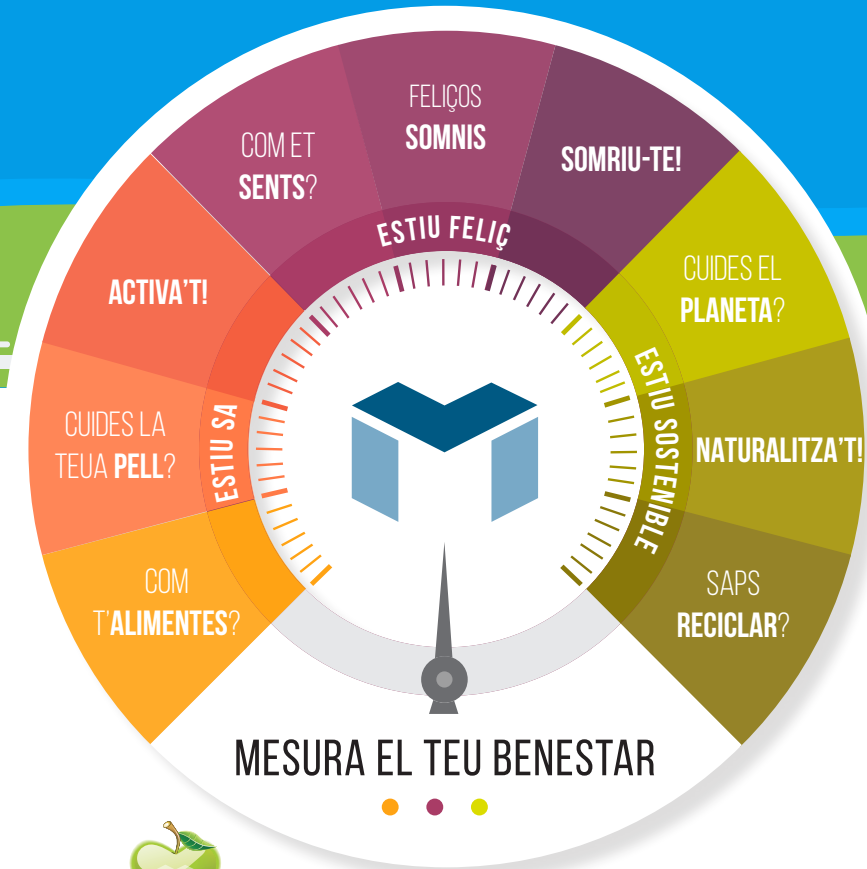 COM
T'ALIMENTES?
CUIDES LA
TEUA PELL?
ACTIVA'T!
COM ET
SENTS?
FELIÇOS
SOMNIS
SOMRIU-TE!
CUIDES EL
PLANETA?
NATURALITZA'T!
SAPS
RECICLAR?
ESTIU SA
ESTIU FELIÇ
ESTIU SOSTENIBLE
MESURA EL TEU BENESTAR